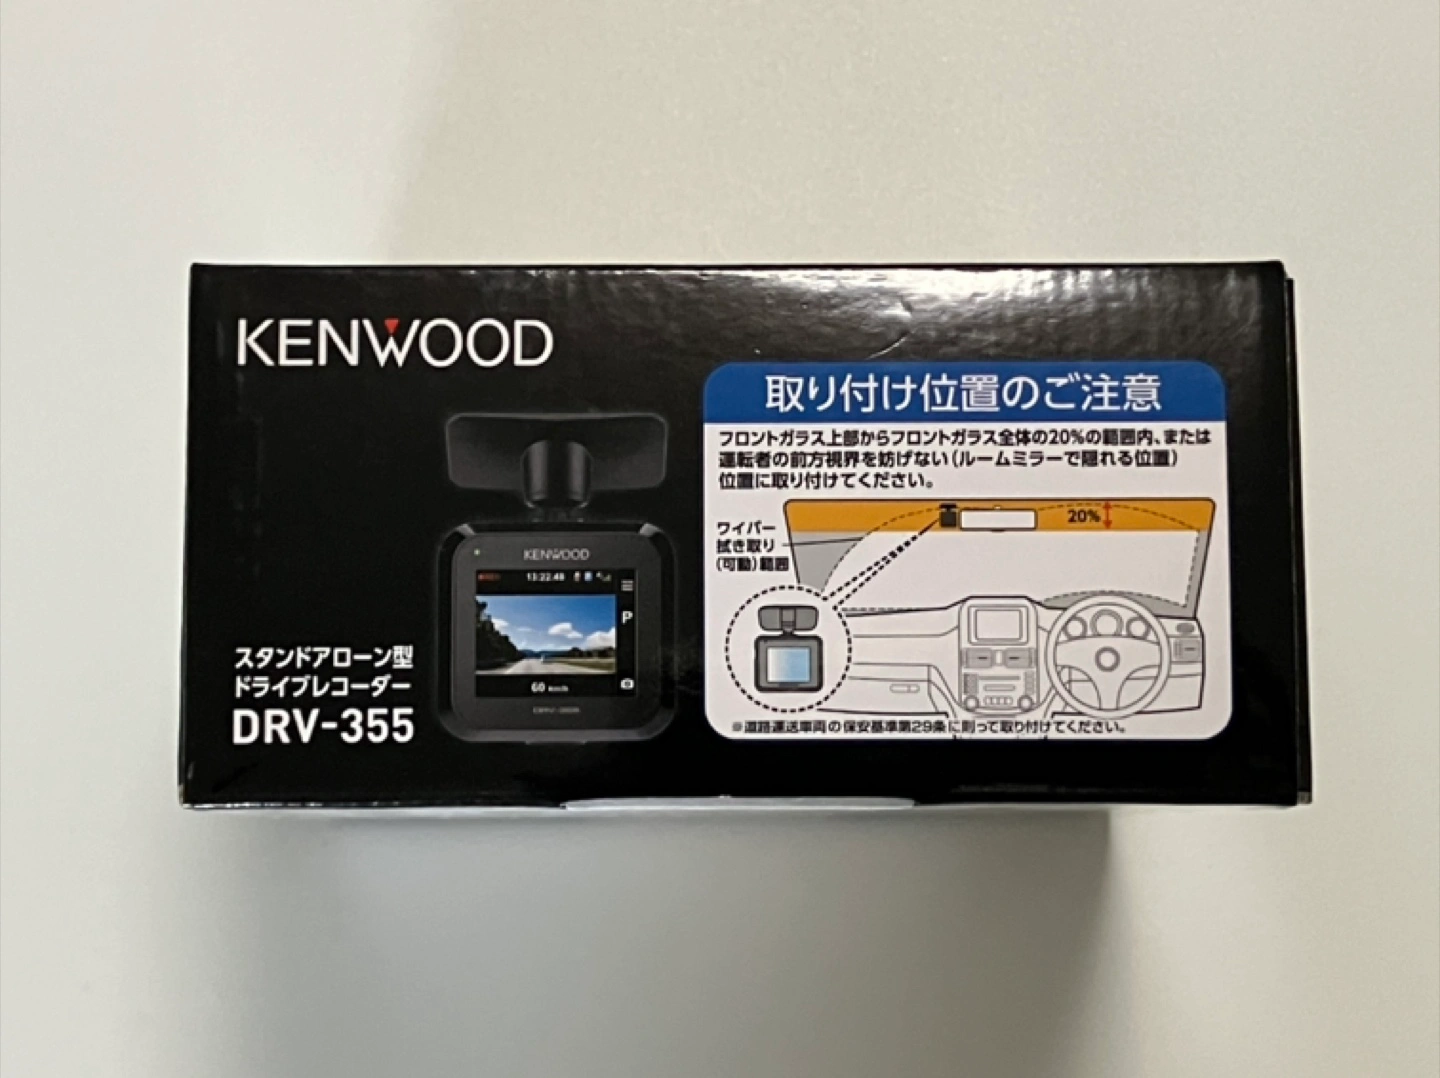 KENWOOD
取り付け位置のご注意
フロントガラス上部からフロントガラス全体の20%の範囲内、または
運転者の前方視界を妨げない(ルームミラーで隠れる位置)
位置に取り付けてください。
ワイパー
拭き取り
(可動)範囲
20%
※道路運送車両の保安基準第29条に則って取り付けてください。
KENWOOD
13:22.48
P
60 km/h
スタンドアローン型
ドライブレコーダー
DRV-355